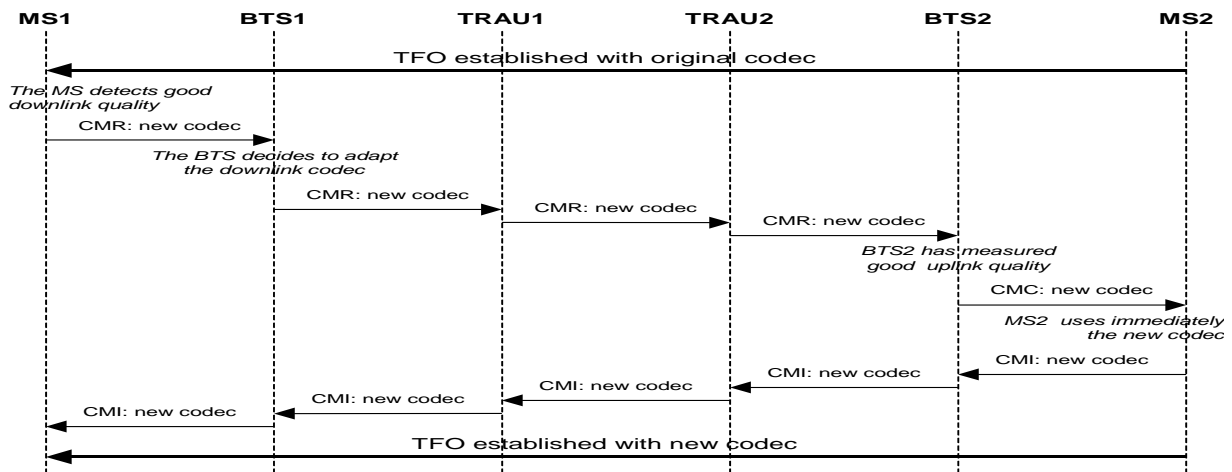 MS1 BTS1 TRAU1 TRAU2 BTS2 MS2
TFO established with original codec
The MS detects good
downlink quality
CMR: new codec
The BTS decides to adapt
the downlink codec
CMR: new codec
CMR: new codec
CMR: new codec
BTS2 has measured
good uplink quality
CMC: new codec
MS2 uses immediately
the new codec
CMI: new codec
CMI: new codec
CMI: new codec
CMI: new codec
CMI: new codec
TFO established with new codec